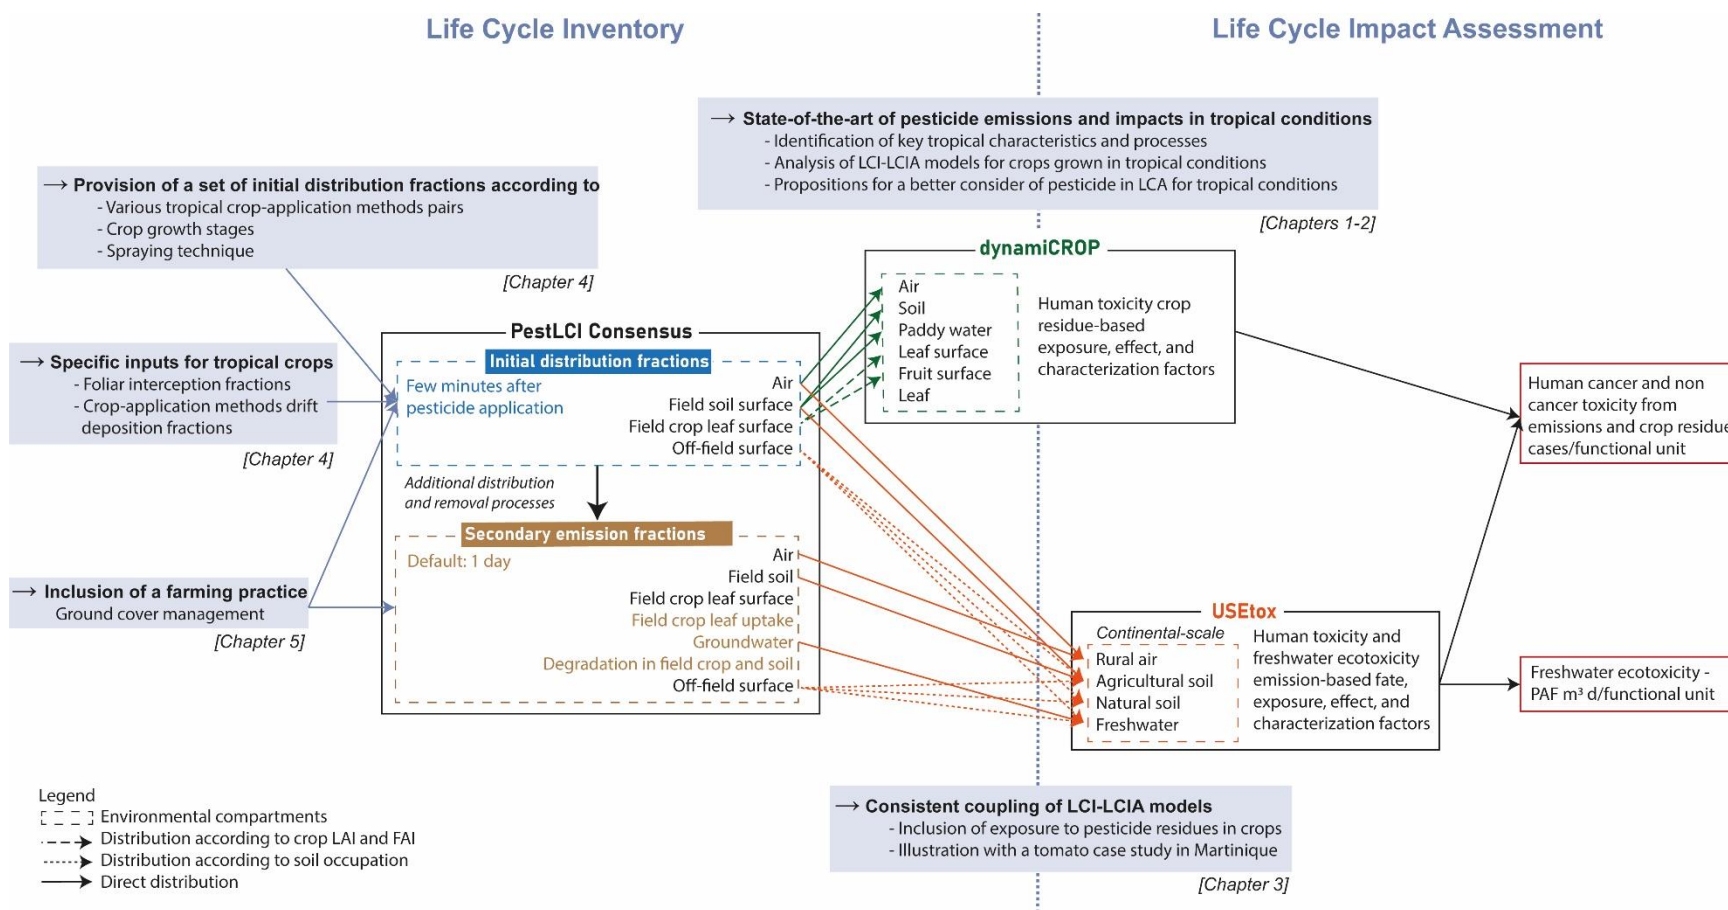 Life Cycle Inventory
Life Cycle Impact Assessment
→ State-of-the-art of pesticide emissions and impacts in tropical conditions
- Identification of key tropical characteristics and processes
- Analysis of LCI-LCIA models for crops grown in tropical conditions
- Propositions for a better consider of pesticide in LCA for tropical conditions
[Chapters 1-2]
→ Provision of a set of initial distribution fractions according to
- Various tropical crop-application methods pairs
- Crop growth stages
- Spraying technique
[Chapter 4]
→ Specific inputs for tropical crops
- Foliar interception fractions
- Crop-application methods drift
deposition fractions
[Chapter 4]
→ Inclusion of a farming practice
Ground cover management
[Chapter 5]
PestLCI Consensus
Initial distribution fractions
Few minutes after
pesticide application
Air
Field soil surface
Field crop leaf surface
Off-field surface
Additional distribution
and removal processes
Secondary emission fractions
Default: 1 day
Air
Field soil
Field crop leaf surface
Field crop leaf uptake
Groundwater
Degradation in field crop and soil
Off-field surface
dynamiCROP
Air
Soil
Paddy water
Leaf surface
Fruit surface
Leaf
Human toxicity crop
residue-based
exposure, effect, and
characterization factors
USEtox
Continental-scale
Rural air
Agricultural soil
Natural soil
Freshwater
Human toxicity and
freshwater ecotoxicity
emission-based fate,
exposure, effect, and
characterization factors
Human cancer and non
cancer toxicity from
emissions and crop residue
cases/functional unit
Freshwater ecotoxicity -
PAF m³ d/functional unit
→ Consistent coupling of LCI-LCIA models
- Inclusion of exposure to pesticide residues in crops
- Illustration with a tomato case study in Martinique
[Chapter 3]
Legend
Environmental compartments
Distribution according to crop LAI and FAI
Distribution according to soil occupation
Direct distribution